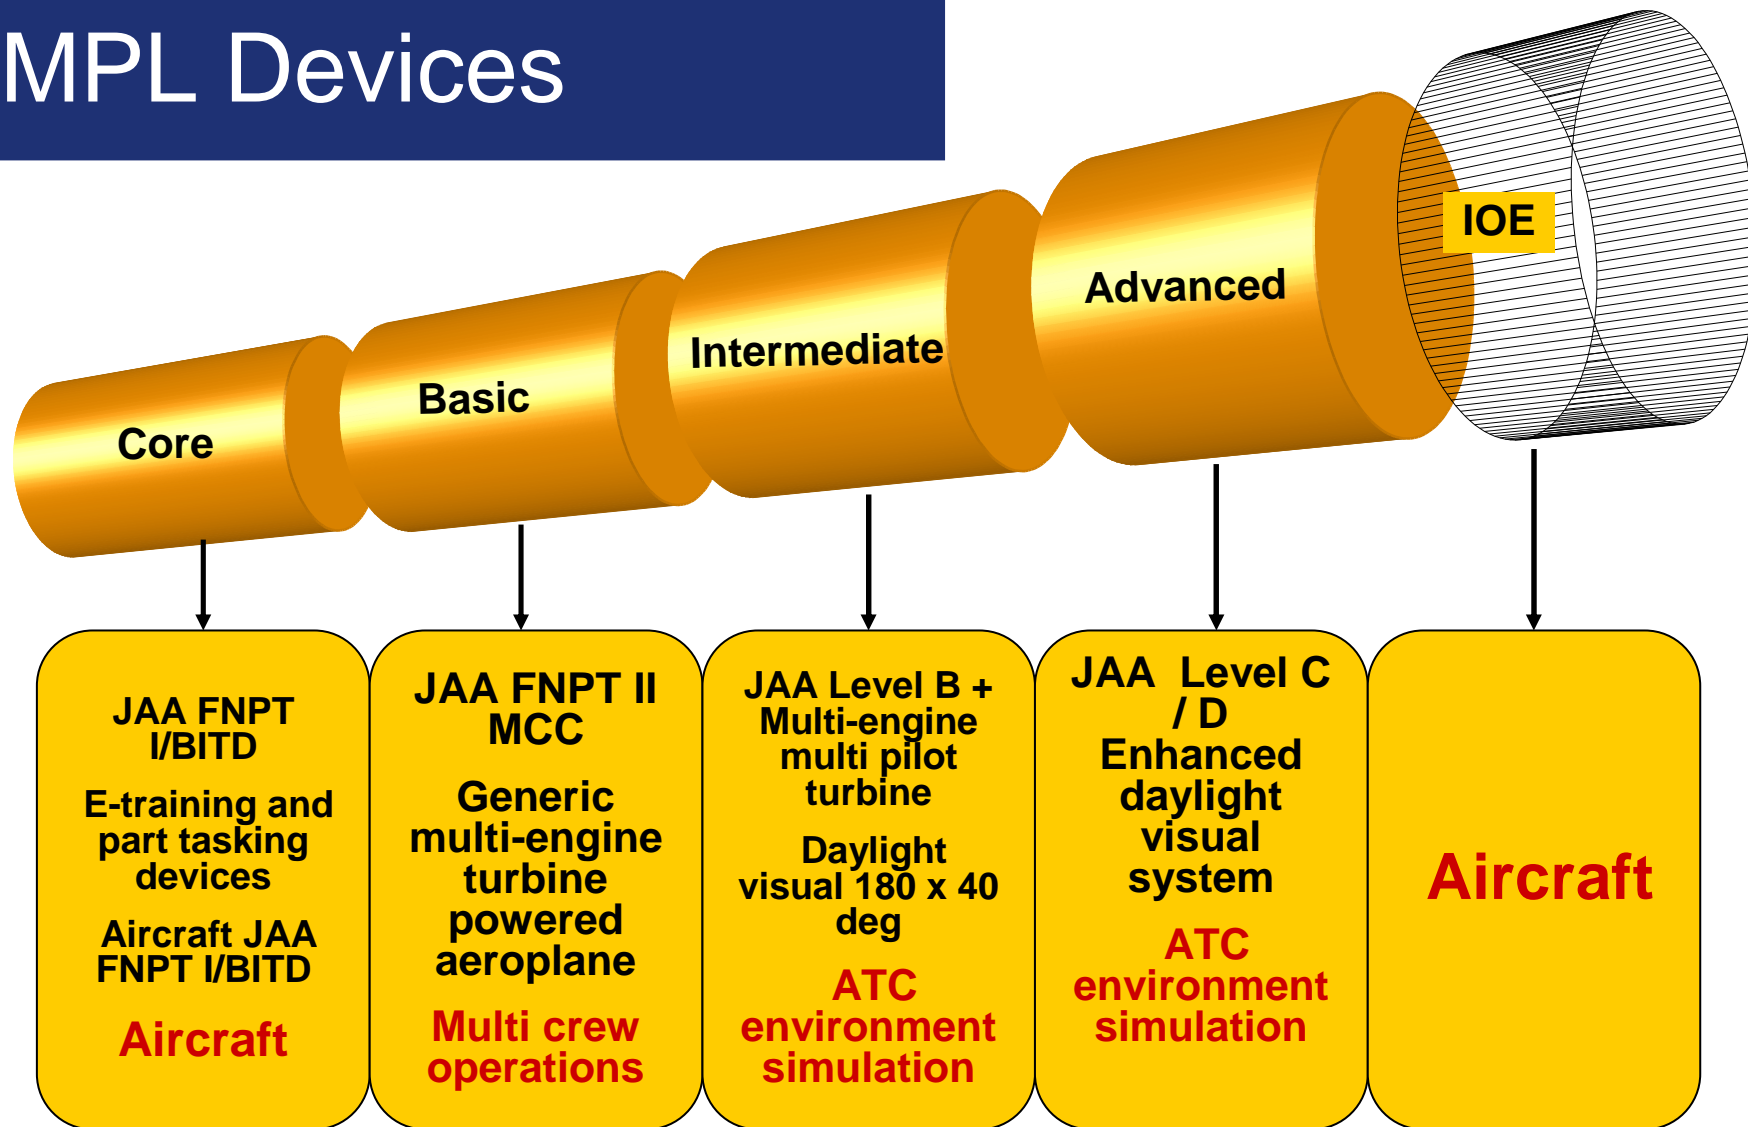 MPL Devices
IOE
Advanced
Intermediate
Basic
Core
JAA FNPT
I/BITD
E-training and
part tasking
devices
Aircraft JAA
FNPT I/BITD
Aircraft
JAA FNPT II
MCC
Generic
multi-engine
turbine
powered
aeroplane
Multi crew
operations
JAA Level B +
Multi-engine
multi pilot
turbine
Daylight
visual 180 x 40
deg
ATC
environment
simulation
JAA Level C
/ D
Enhanced
daylight
visual
system
ATC
environment
simulation
Aircraft